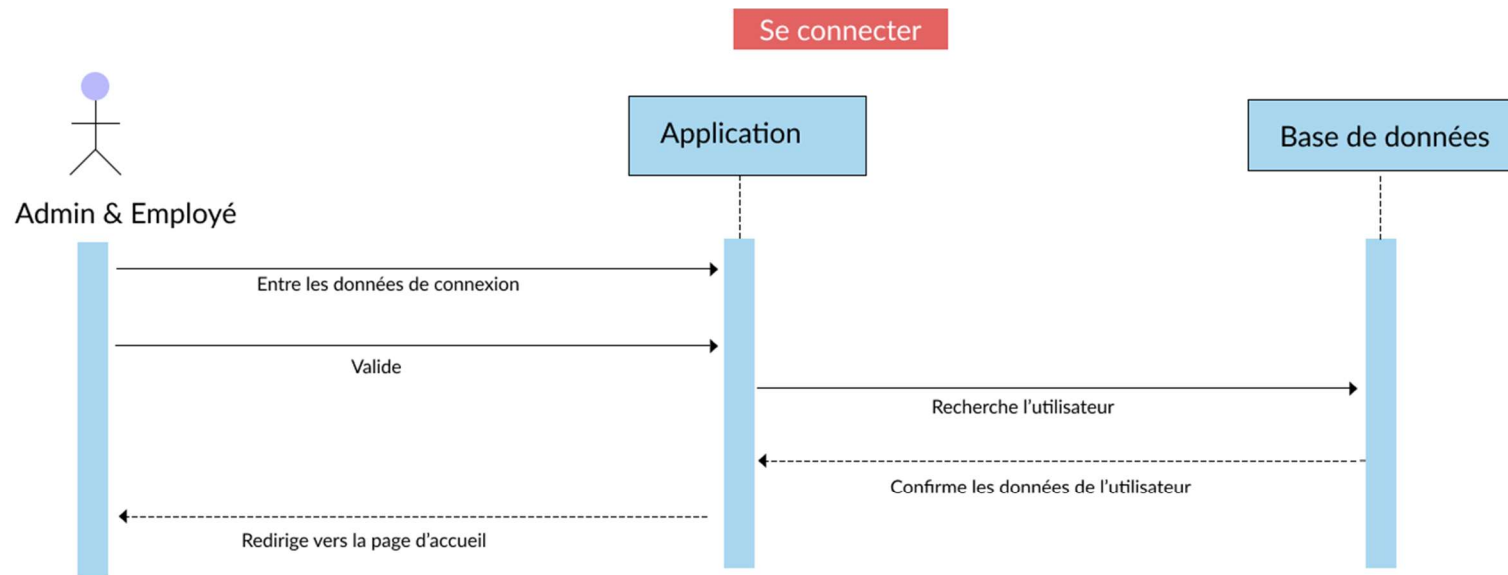 Se connecter
Application
Base de données
Admin & Employé
Entre les données de connexion
Valide
Recherche l'utilisateur
Confirme les données de l'utilisateur
Redirige vers la page d'accueil